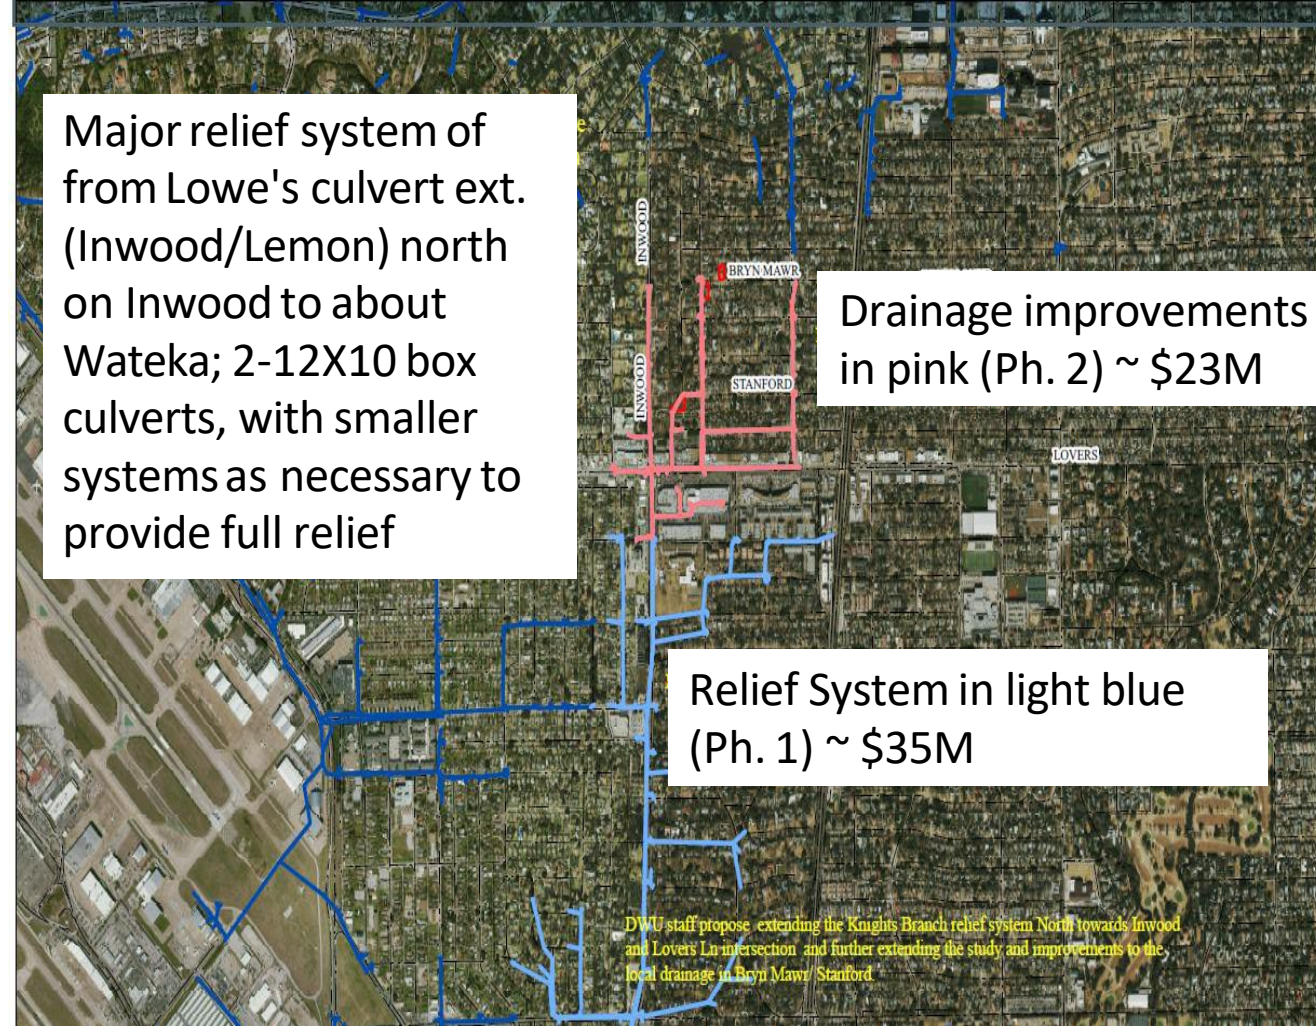 Major relief system of
from Lowe's culvert ext.
(Inwood/Lemon) north
on Inwood to about
Wateka; 2-12X10 box
culverts, with smaller
systems as necessary to
provide full relief
INWOOD
BRYN MAWR
Drainage improvements
in pink (Ph. 2) ~ $23M
INWOOD
STANFORD
LOVERS
Relief System in light blue
(Ph. 1) ~ $35M
DWU staff propose extending the Knights Branch relief system North towards Inwood
and Lovers Ln intersection and further extending the study and improvements to the
local drainage in Bryn Mawr/ Stanford